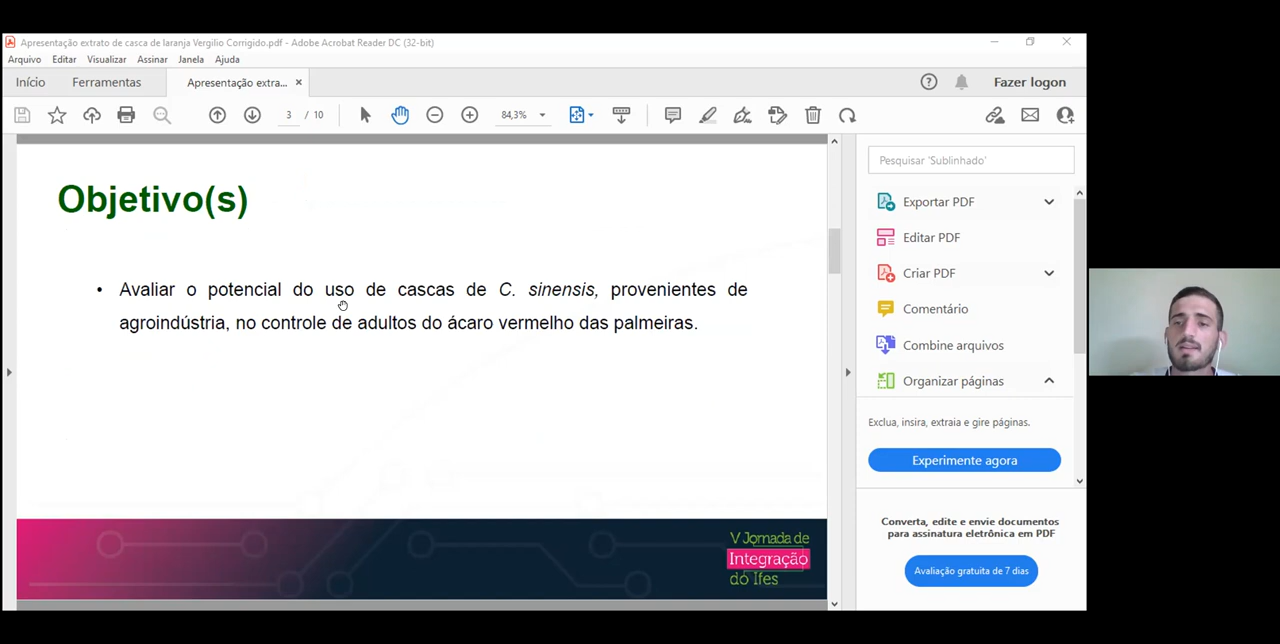 Apresentação extrato de casca de laranja Vergilio Corrigido.pdf - Adobe Acrobat Reader DC (32-bit)
Arquivo Editar Visualizar Assinar Janela Ajuda
Início Ferramentas Apresentação extra... × Fazer logon
3 / 10 84,3%
Objetivo(s)
• Avaliar o potencial do uso de cascas de C. sinensis, provenientes de
agroindústria, no controle de adultos do ácaro vermelho das palmeiras.
V Jornada de
Integração
do Ifes
Pesquisar 'Sublinhado'
Exportar PDF
Editar PDF
Criar PDF
Comentário
Combine arquivos
Organizar páginas
Exclua, insira, extraia e gire páginas.
Experimente agora
Converta, edite e envie documentos
para assinatura eletrônica em PDF
Avaliação gratuita de 7 dias